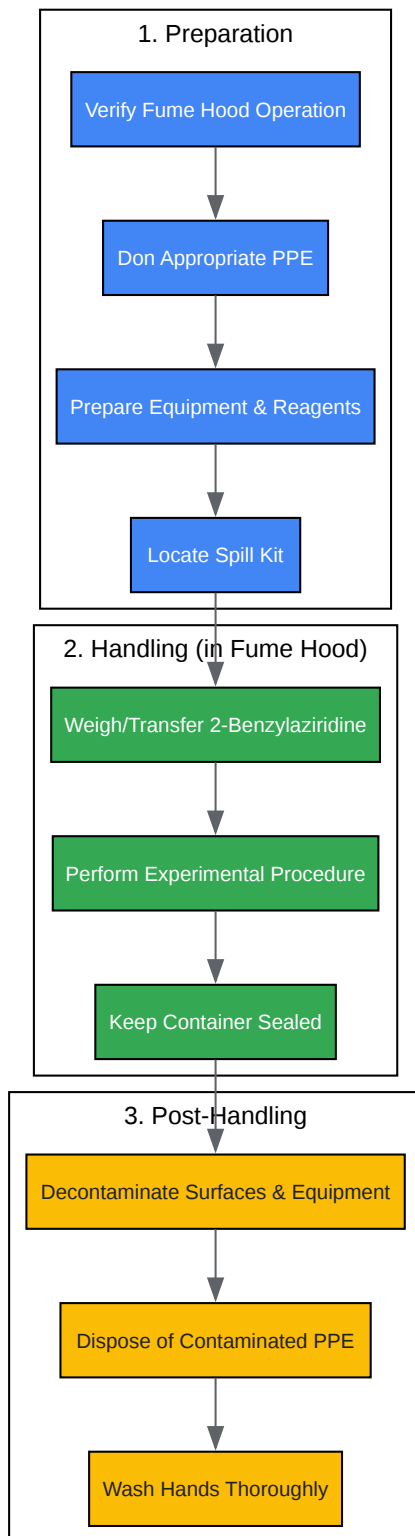 1. Preparation
Verify Fume Hood Operation
Don Appropriate PPE
Prepare Equipment & Reagents
Locate Spill Kit
2. Handling (in Fume Hood)
Weigh/Transfer 2-Benzylaziridine
Perform Experimental Procedure
Keep Container Sealed
3. Post-Handling
Decontaminate Surfaces & Equipment
Dispose of Contaminated PPE
Wash Hands Thoroughly